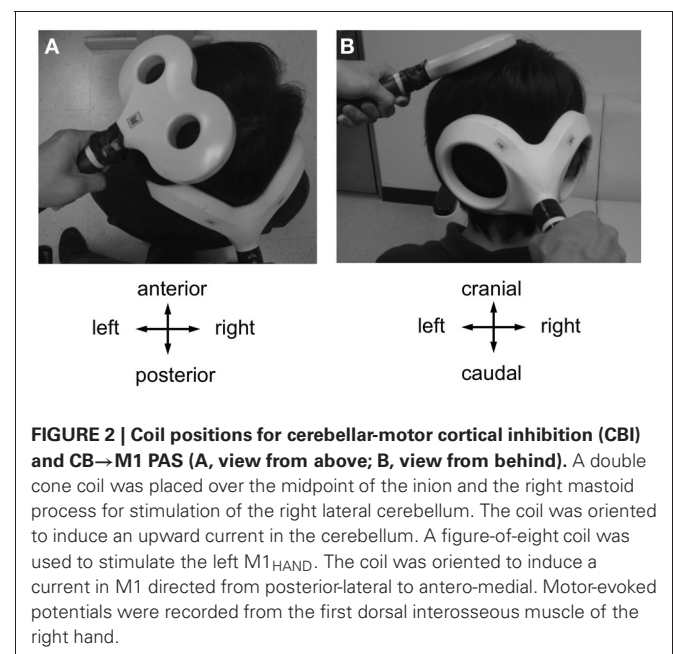 A
B
anterior
left
right
posterior
cranial
left
right
caudal
FIGURE 2 | Coil positions for cerebellar-motor cortical inhibition (CBI)
and CB→M1 PAS (A, view from above; B, view from behind). A double
cone coil was placed over the midpoint of the inion and the right mastoid
process for stimulation of the right lateral cerebellum. The coil was oriented
to induce an upward current in the cerebellum. A figure-of-eight coil was
used to stimulate the left M1HAND. The coil was oriented to induce a
current in M1 directed from posterior-lateral to antero-medial. Motor-evoked
potentials were recorded from the first dorsal interosseous muscle of the
right hand.